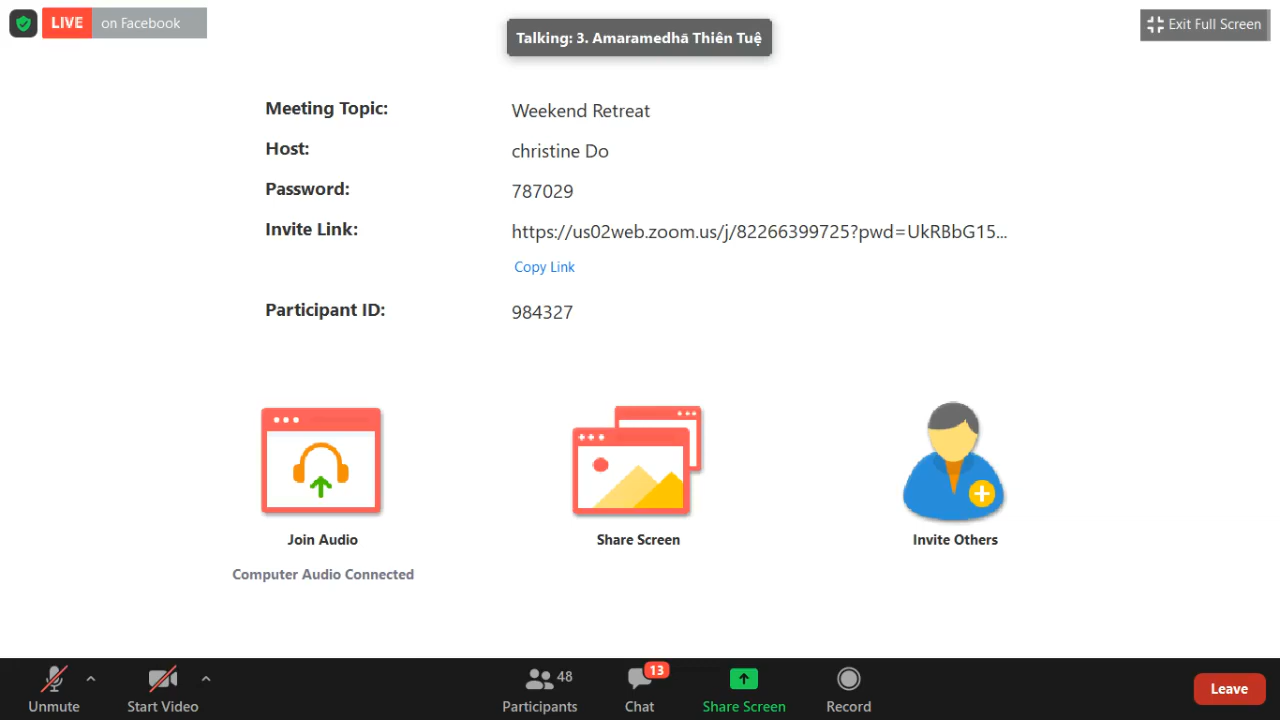 LIVE on Facebook
Talking: 3. Amaramedhā Thiên Tuệ
Exit Full Screen
Meeting Topic: Weekend Retreat
Host: christine Do
Password: 787029
Invite Link: https://us02web.zoom.us/j/82266399725?pwd=UkRBbG15...
Copy Link
Participant ID: 984327
Join Audio
Share Screen
Invite Others
Computer Audio Connected
Unmute
Start Video
48
Participants
13
Chat
Share Screen
Record
Leave